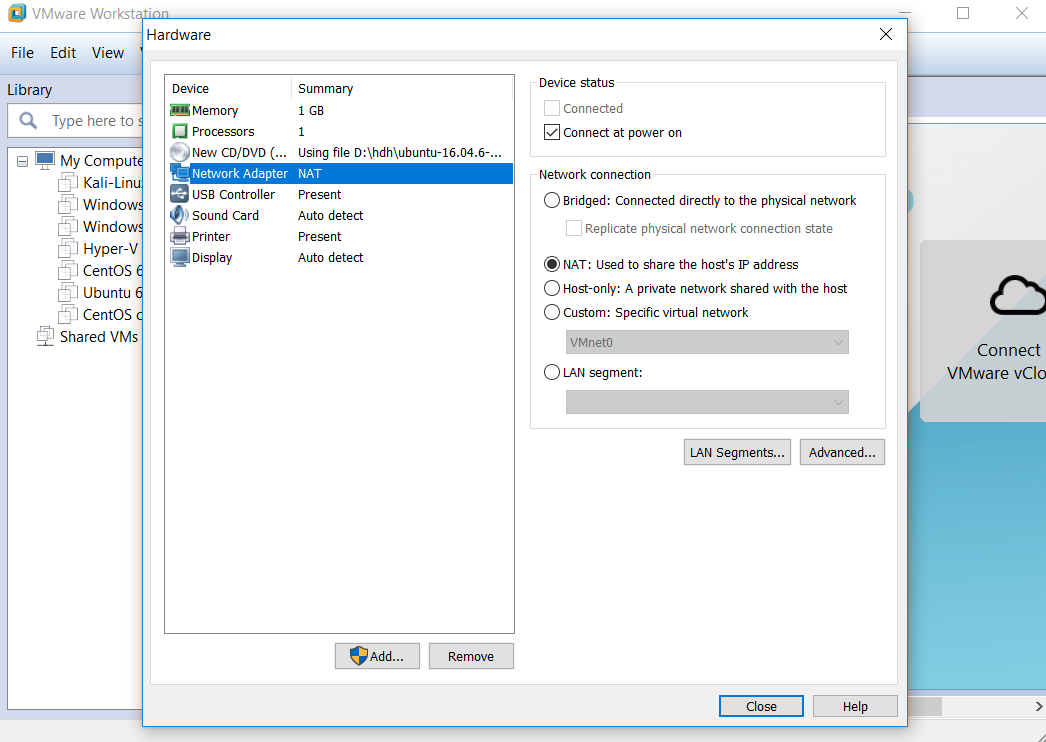 VMware Workstation
File Edit View
Library
Type here to s
My Compute
Kali-Linu
Windows
Windows
Hyper-V
CentOS 6
Ubuntu 6
CentOS c
Shared VMs
Hardware
Device Summary
Memory 1 GB
Processors 1
New CD/DVD (... Using file D:\hdh\ubuntu-16.04.6-...
Network Adapter NAT
USB Controller Present
Sound Card Auto detect
Printer Present
Display Auto detect
Add... Remove
Device status
Connected
Connect at power on
Network connection
Bridged: Connected directly to the physical network
Replicate physical network connection state
NAT: Used to share the host's IP address
Host-only: A private network shared with the host
Custom: Specific virtual network
VMnet0
LAN segment:
LAN Segments... Advanced...
Close Help
Connect
VMware vClo